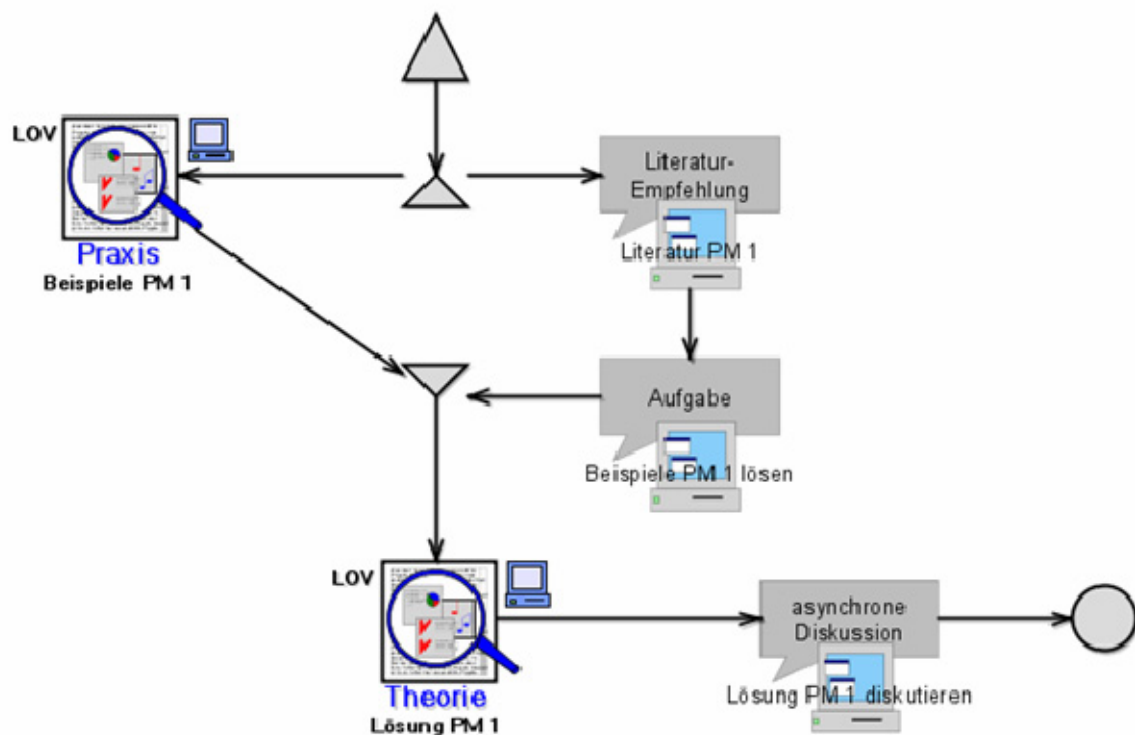 LOV
Praxis
Beispiele PM 1
Literatur-
Empfehlung
Literatur PM 1
Aufgabe
Beispiele PM 1 lösen
LOV
Theorie
Lösung PM 1
asynchrone
Diskussion
Lösung PM 1 diskutieren